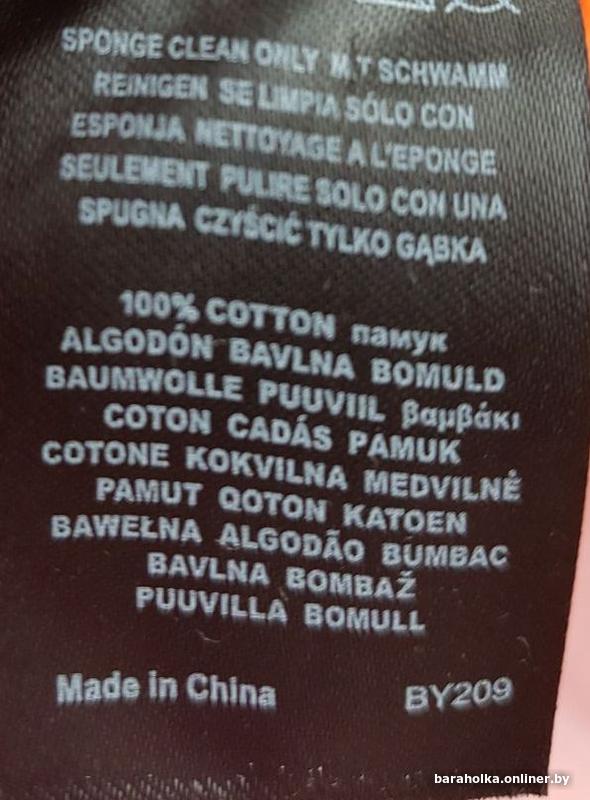 SPONGE CLEAN ONLY MIT SCHWAMM
REINIGEN SE LIMPIA SÓLO CON
ESPONJA NETTOYAGE A L'EPONGE
SEULEMENT PULIRE SOLO CON UNA
SPUGNA CZYŚCIĆ TYLKO GĄBKA
100% COTTON памук
ALGODÓN BAVLNA BOMULD
BAUMWOLLE PUUVIIL βαμβάκι
COTON CADÁS PAMUK
COTONE KOKVILNA MEDVILNĖ
PAMUT QOTON KATOEN
BAWEŁNA ALGODÃO BUMBAC
BAVLNA BOMBAŽ
PUUVILLA BOMULL
Made in China BY209
baraholka.onliner.by